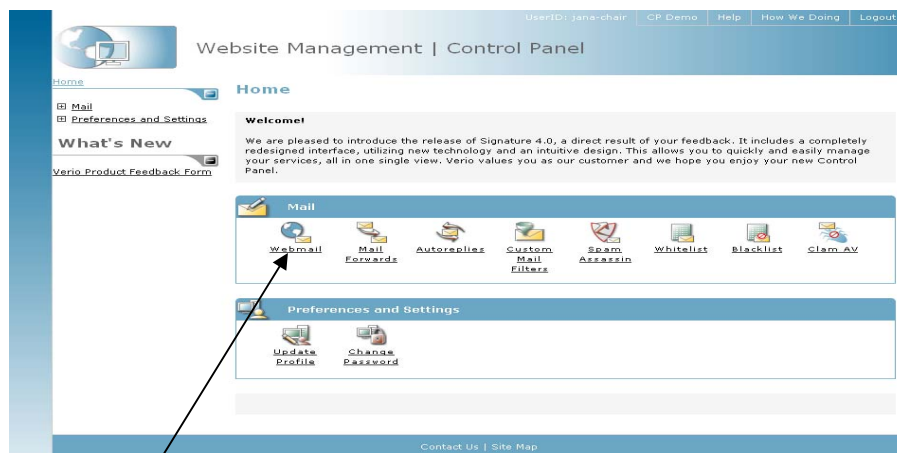 UserID: jana-chair CP Demo Help How We Doing Logout
Website Management | Control Panel
Home
Mail
Preferences and Settings
What's New
Verio Product Feedback Form
Home
Welcome!
We are pleased to introduce the release of Signature 4.0, a direct result of your feedback. It includes a completely
redesigned interface, utilizing new technology and an intuitive design. This allows you to quickly and easily manage
your services, all in one single view. Verio values you as our customer and we hope you enjoy your new Control
Panel.
Mail
Webmail
Mail
Forwards
Autoreplies
Custom
Mail
Filters
Spam
Assassin
Whitelist
Blacklist
Clam AV
Preferences and Settings
Update
Profile
Change
Password
Contact Us | Site Map